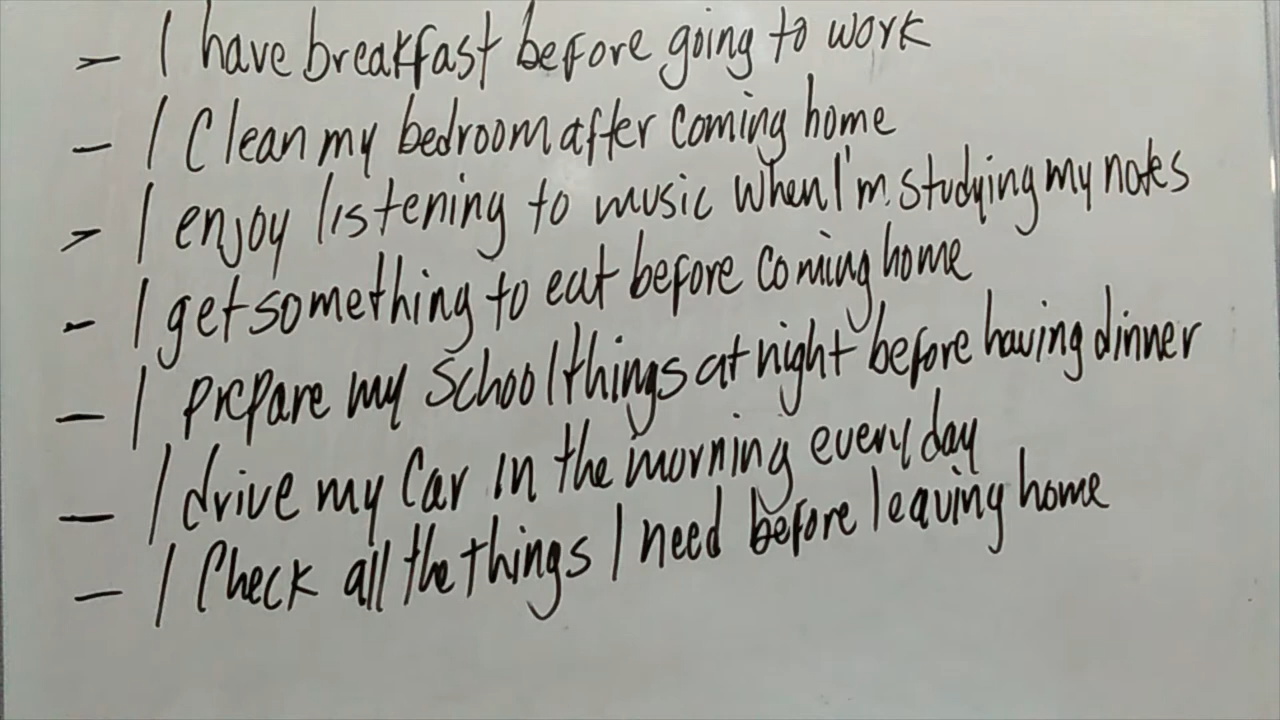 - I have breakfast before going to work
- I clean my bedroom after coming home
- I enjoy listening to music when I'm studying my notes
- I get something to eat before coming home
- I prepare my school things at night before having dinner
- I drive my car in the morning every day
- I check all the things I need before leaving home